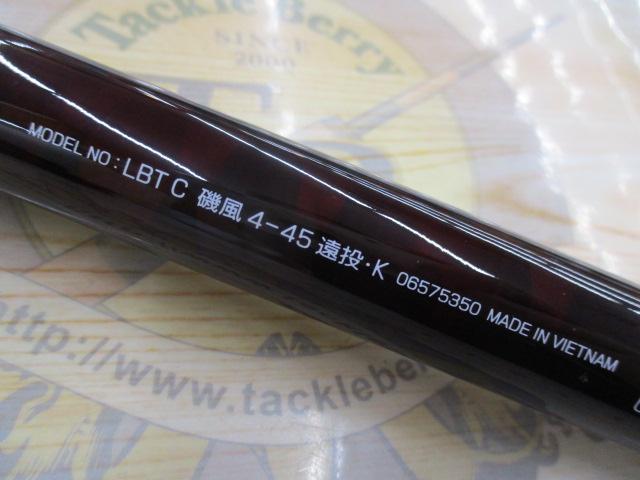 Tackle Berry
SINCE
2000
MODEL NO : LBT C 磯風 4-45 遠投・K 06575350 MADE IN VIETNAM
http://www.tackleberry